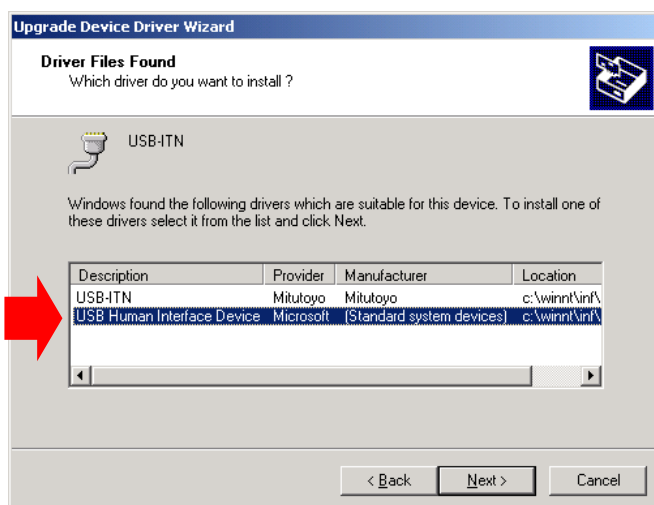 Upgrade Device Driver Wizard
Driver Files Found
Which driver do you want to install ?
USB-ITN
Windows found the following drivers which are suitable for this device. To install one of
these drivers select it from the list and click Next.
Description Provider Manufacturer Location
USB-ITN Mitutoyo Mitutoyo c:\winnt\inf\
USB Human Interface Device Microsoft (Standard system devices) c:\winnt\inf\
< Back Next > Cancel